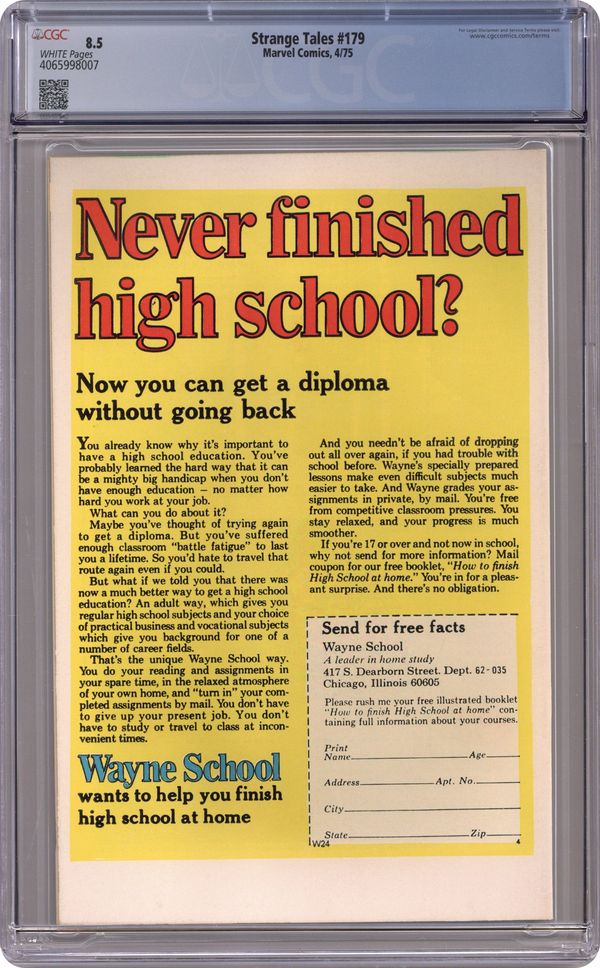 CGC
8.5
WHITE Pages
4065998007
Strange Tales #179
Marvel Comics, 4/75
For Legal Disclaimer and Service Terms please visit:
www.cgccomics.com/terms
CGC
Never finished
high school?
Now you can get a diploma
without going back
You already know why it's important to
have a high school education. You've
probably learned the hard way that it can
be a mighty big handicap when you don't
have enough education — no matter how
hard you work at your job.
What can you do about it?
Maybe you've thought of trying again
to get a diploma. But you've suffered
enough classroom "battle fatigue" to last
you a lifetime. So you'd hate to travel that
route again even if you could.
But what if we told you that there was
now a much better way to get a high school
education? An adult way, which gives you
regular high school subjects and your choice
of practical business and vocational subjects
which give you background for one of a
number of career fields.
That's the unique Wayne School way.
You do your reading and assignments in
your spare time, in the relaxed atmosphere
of your own home, and "turn in" your com-
pleted assignments by mail. You don't have
to give up your present job. You don't
have to study or travel to class at incon-
venient times.
Wayne School
wants to help you finish
high school at home
And you needn't be afraid of dropping
out all over again, if you had trouble with
school before. Wayne's specially prepared
lessons make even difficult subjects much
easier to take. And Wayne grades your as-
signments in private, by mail. You're free
from competitive classroom pressures. You
stay relaxed, and your progress is much
smoother.
If you're 17 or over and not now in school,
why not send for more information? Mail
coupon for our free booklet, "How to finish
High School at home." You're in for a pleas-
ant surprise. And there's no obligation.
Send for free facts
Wayne School
A leader in home study
417 S. Dearborn Street. Dept. 62-035
Chicago, Illinois 60605
Please rush me your free illustrated booklet
"How to finish High School at home" con-
taining full information about your courses.
Print
Name Age
Address Apt. No.
City
State Zip
W24 4